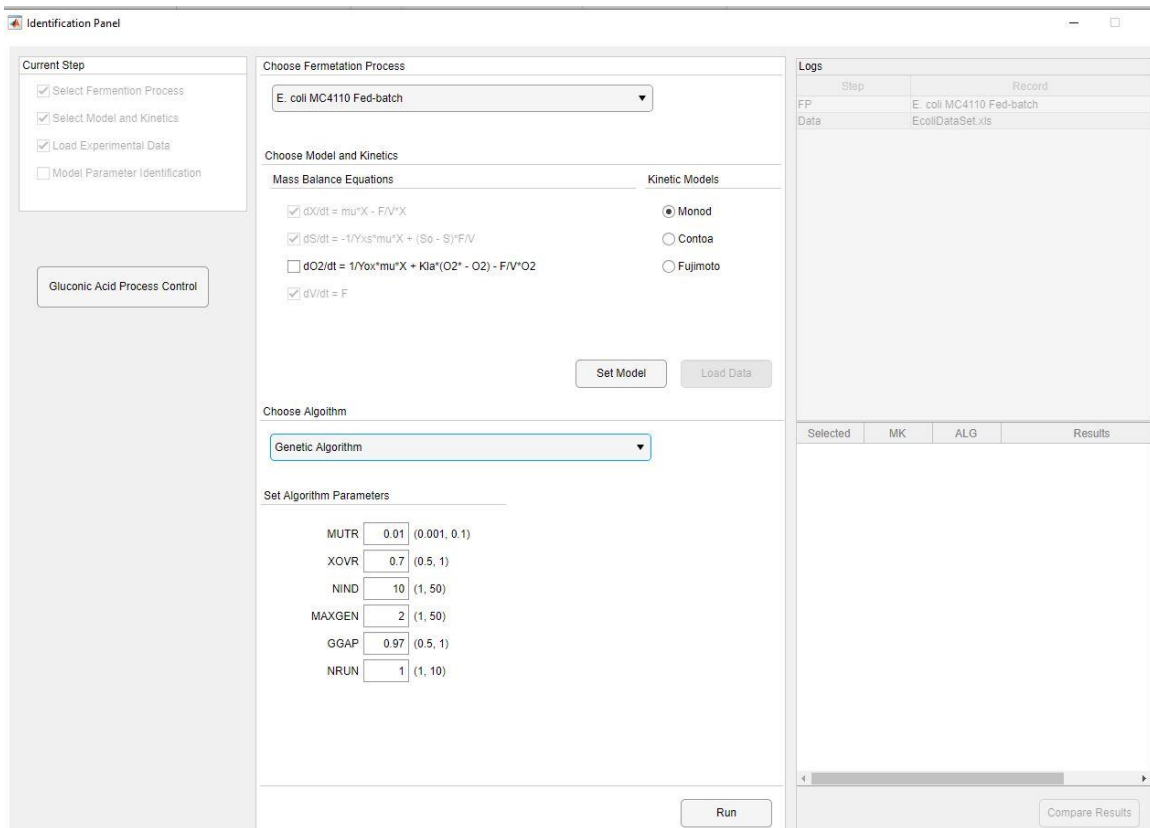 Identification Panel
Current Step
Select Fermention Process
Select Model and Kinetics
Load Experimental Data
Model Parameter Identification
Gluconic Acid Process Control
Choose Fermetation Process
E. coli MC4110 Fed-batch
Choose Model and Kinetics
Mass Balance Equations
dX/dt = mu*X - F/V*X
dS/dt = -1/Yxs*mu*X + (So - S)*F/V
dO2/dt = 1/Yox*mu*X + Kla*(O2* - O2) - F/V*O2
dV/dt = F
Kinetic Models
Monod
Contoa
Fujimoto
Set Model
Load Data
Choose Algoithm
Genetic Algorithm
Set Algorithm Parameters
MUTR 0.01 (0.001, 0.1)
XOVR 0.7 (0.5, 1)
NIND 10 (1, 50)
MAXGEN 2 (1, 50)
GGAP 0.97 (0.5, 1)
NRUN 1 (1, 10)
Run
Logs
Step Record
FP E. coli MC4110 Fed-batch
Data EcoliDataSet.xls
Selected MK ALG Results
Compare Results